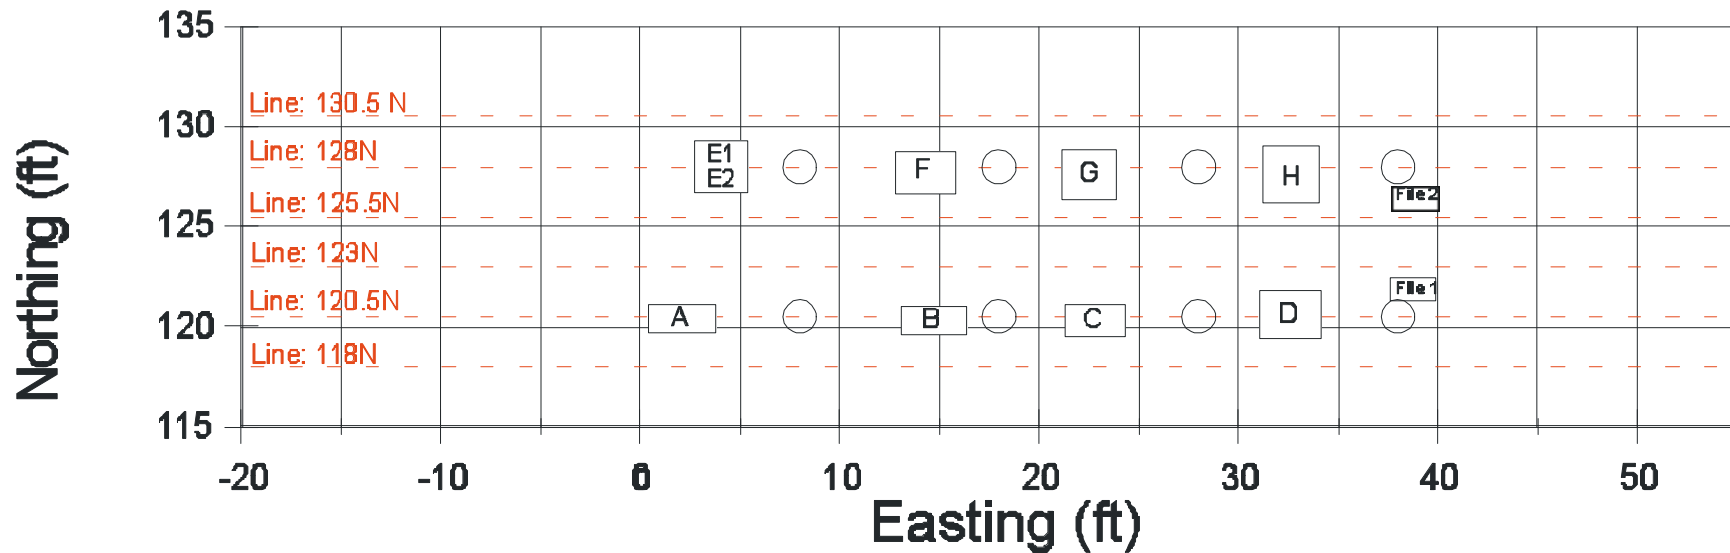 135
Line: 130.5 N
130
Line: 128N
E1
E2
F
G
H
File2
Line: 125.5N
125
Line: 123N
File1
Line: 120.5N
A
B
C
D
120
Line: 118N
115
-20
-10
0
10
20
30
40
50
Northing (ft)
Easting (ft)